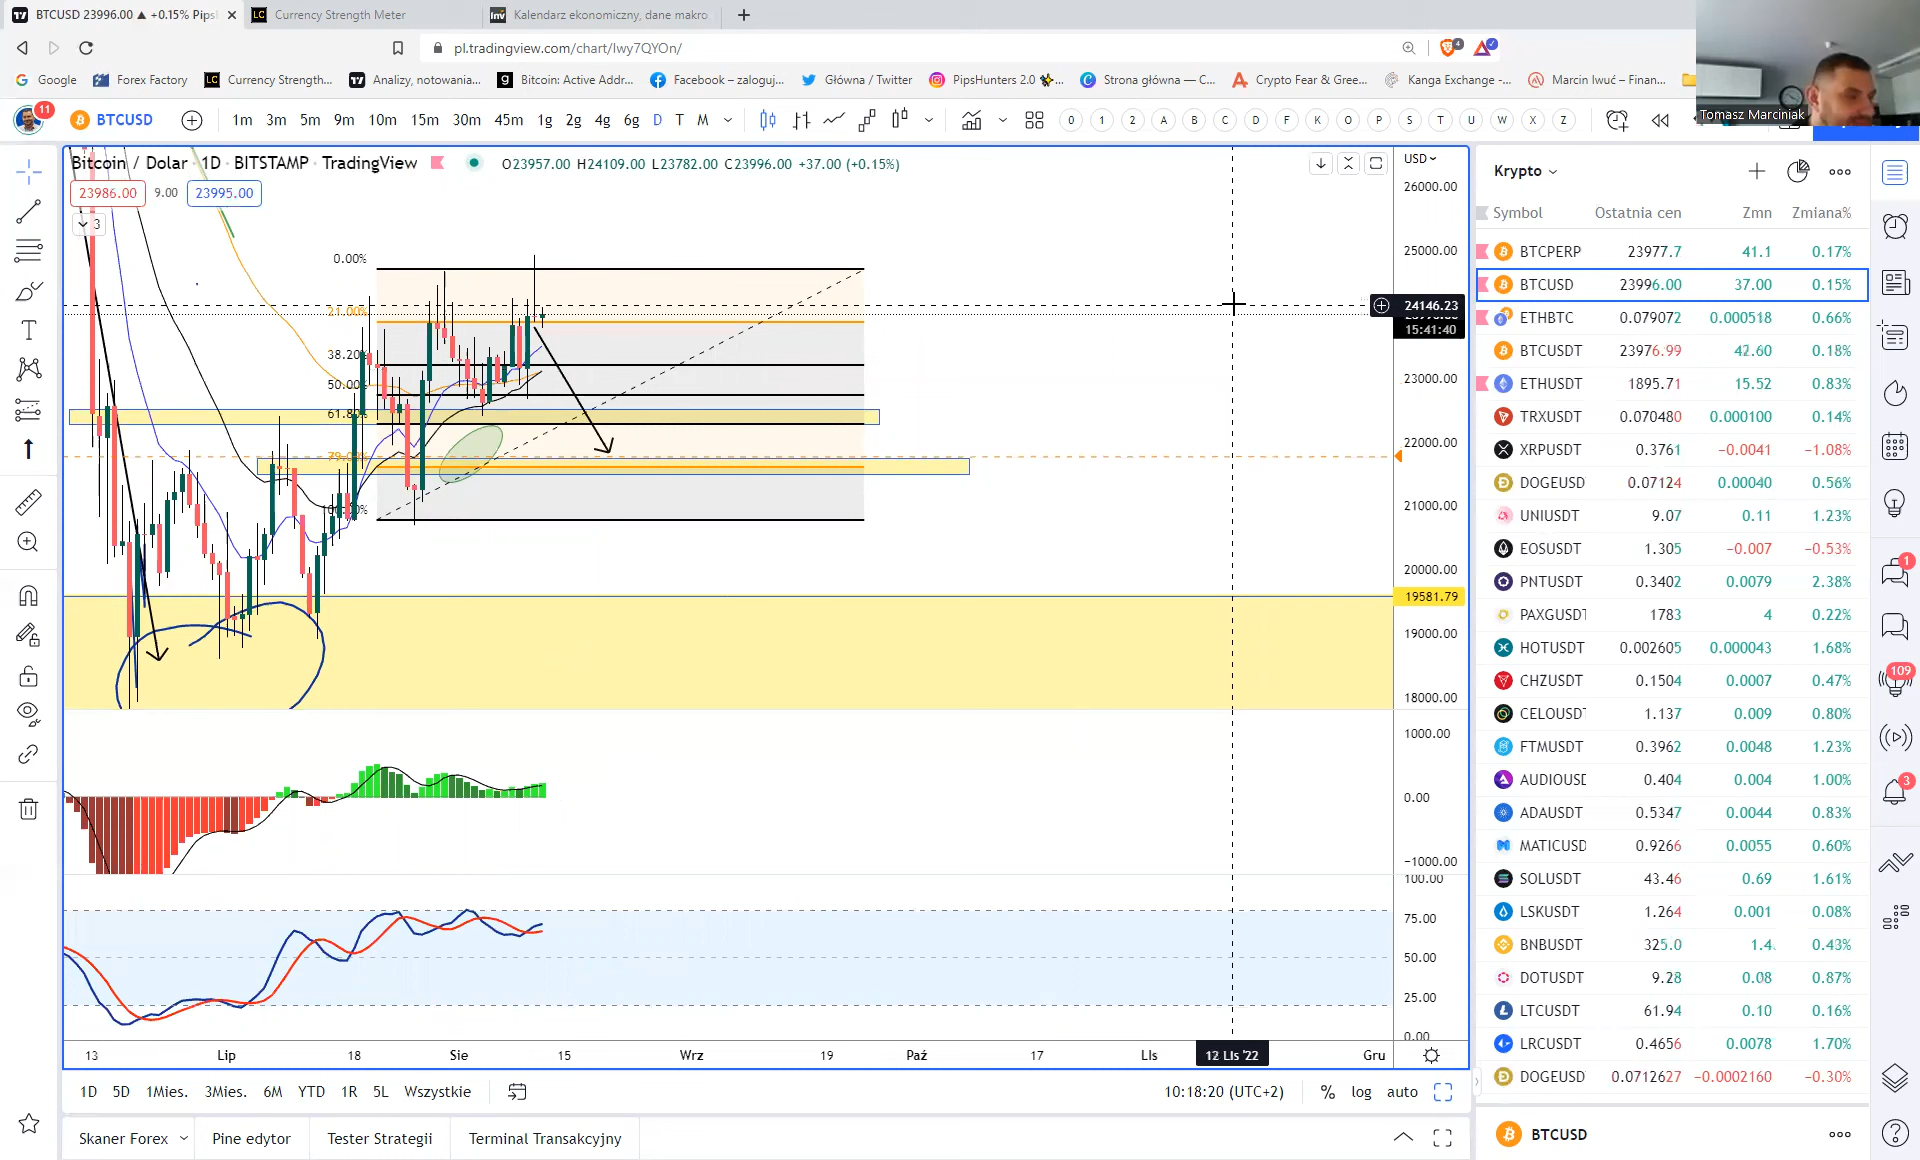 BTCUSD 23996.00 ▲ +0.15% Pips
Currency Strength Meter
Kalendarz ekonomiczny, dane makro
pl.tradingview.com/chart/Iwy7QYOn/
Google
Forex Factory
Currency Strength...
Analizy, notowania...
Bitcoin: Active Addr...
Facebook – zaloguj...
Główna / Twitter
PipsHunters 2.0
Strona główna — C...
Crypto Fear & Gree...
Kanga Exchange -...
Marcin Iwuć – Finan...
Tomasz Marciniak
11
BTCUSD
1m 3m 5m 9m 10m 15m 30m 45m 1g 2g 4g 6g D T M
0 1 2 A B C D F K O P S T U W X Z
Bitcoin / Dolar · 1D · BITSTAMP · TradingView
O23957.00 H24109.00 L23782.00 C23996.00 +37.00 (+0.15%)
23986.00 9.00 23995.00
3
USD
26000.00
25000.00
24146.23
15:41:40
23000.00
22000.00
21000.00
20000.00
19581.79
19000.00
18000.00
1000.00
0.00
−1000.00
100.00
75.00
50.00
25.00
0.00
0.00%
21.00%
38.20%
50.00%
61.80%
79.00%
13 Lip 18 Sie 15 Wrz 19 Paź 17 LIs 12 LIs '22 Gru
1D 5D 1Mies. 3Mies. 6M YTD 1R 5L Wszystkie
10:18:20 (UTC+2) % log auto
Skaner Forex
Pine edytor
Tester Strategii
Terminal Transakcyjny
Krypto
Symbol Ostatnia cen Zmn Zmiana%
BTCPERP 23977.7 41.1 0.17%
BTCUSD 23996.00 37.00 0.15%
ETHBTC 0.079072 0.000518 0.66%
BTCUSDT 23976.99 42.60 0.18%
ETHUSDT 1895.71 15.52 0.83%
TRXUSDT 0.070480 0.000100 0.14%
XRPUSDT 0.3761 −0.0041 −1.08%
DOGEUSD 0.07124 0.00040 0.56%
UNIUSDT 9.07 0.11 1.23%
EOSUSDT 1.305 −0.007 −0.53%
PNTUSDT 0.3402 0.0079 2.38%
PAXGUSDT 1783 4 0.22%
HOTUSDT 0.002605 0.000043 1.68%
CHZUSDT 0.1504 0.0007 0.47%
CELOUSDT 1.137 0.009 0.80%
FTMUSDT 0.3962 0.0048 1.23%
AUDIOUSD 0.404 0.004 1.00%
ADAUSDT 0.5347 0.0044 0.83%
MATICUSD 0.9266 0.0055 0.60%
SOLUSDT 43.46 0.69 1.61%
LSKUSDT 1.264 0.001 0.08%
BNBUSDT 325.0 1.4 0.43%
DOTUSDT 9.28 0.08 0.87%
LTCUSDT 61.94 0.10 0.16%
LRCUSDT 0.4656 0.0078 1.70%
DOGEUSD 0.0712627 −0.0002160 −0.30%
BTCUSD
1
109
3